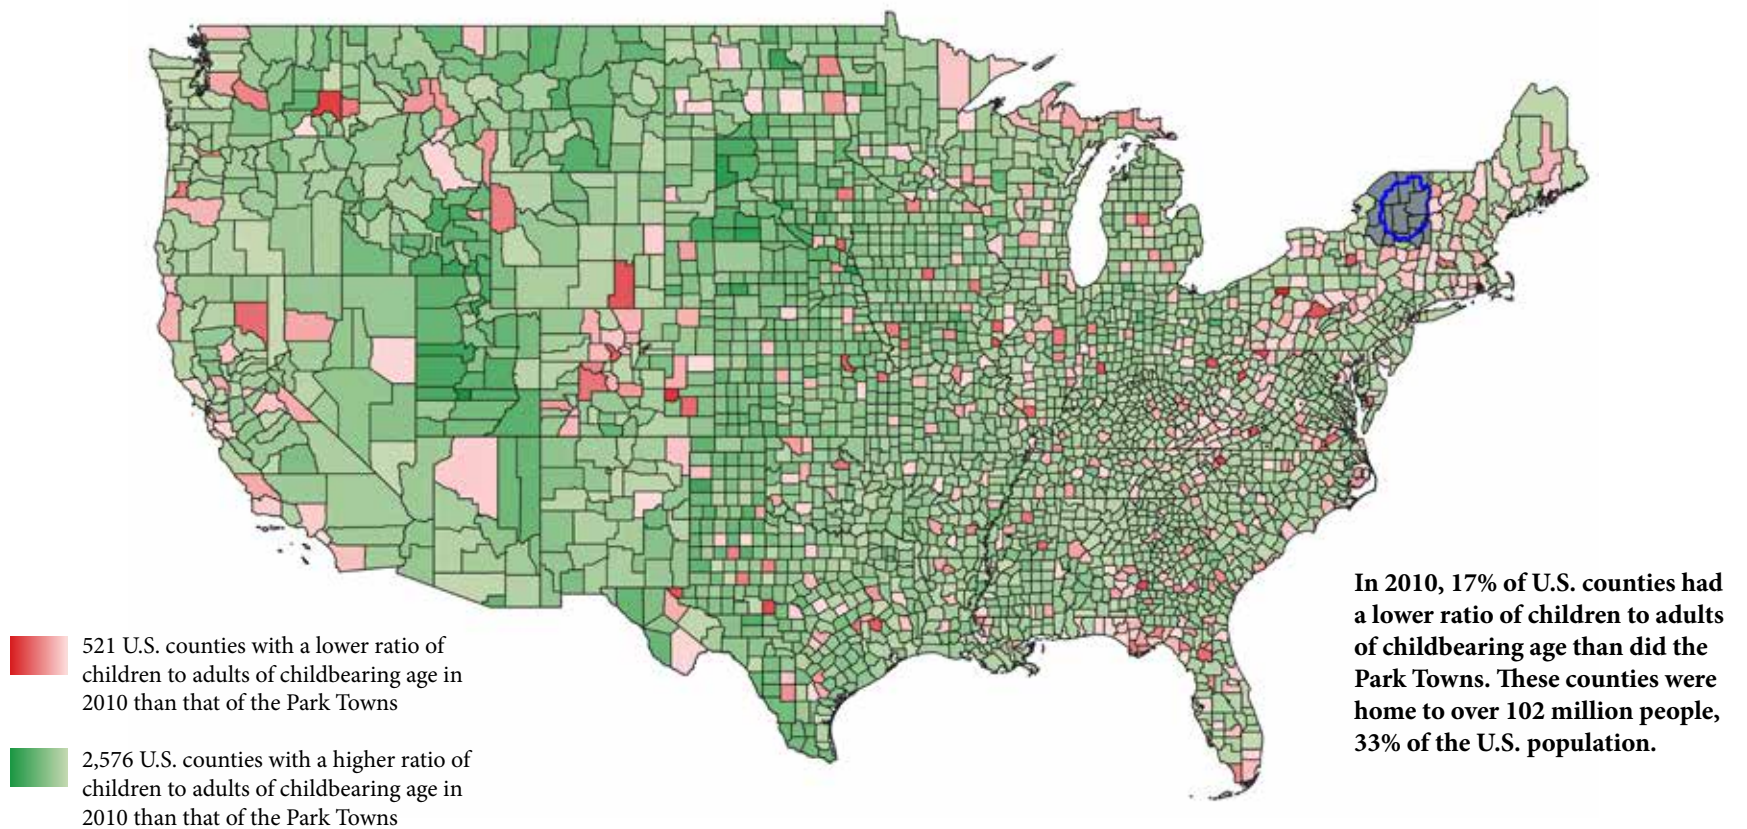 In 2010, 17% of U.S. counties had
a lower ratio of children to adults
of childbearing age than did the
Park Towns. These counties were
home to over 102 million people,
33% of the U.S. population.
521 U.S. counties with a lower ratio of
children to adults of childbearing age in
2010 than that of the Park Towns
2,576 U.S. counties with a higher ratio of
children to adults of childbearing age in
2010 than that of the Park Towns